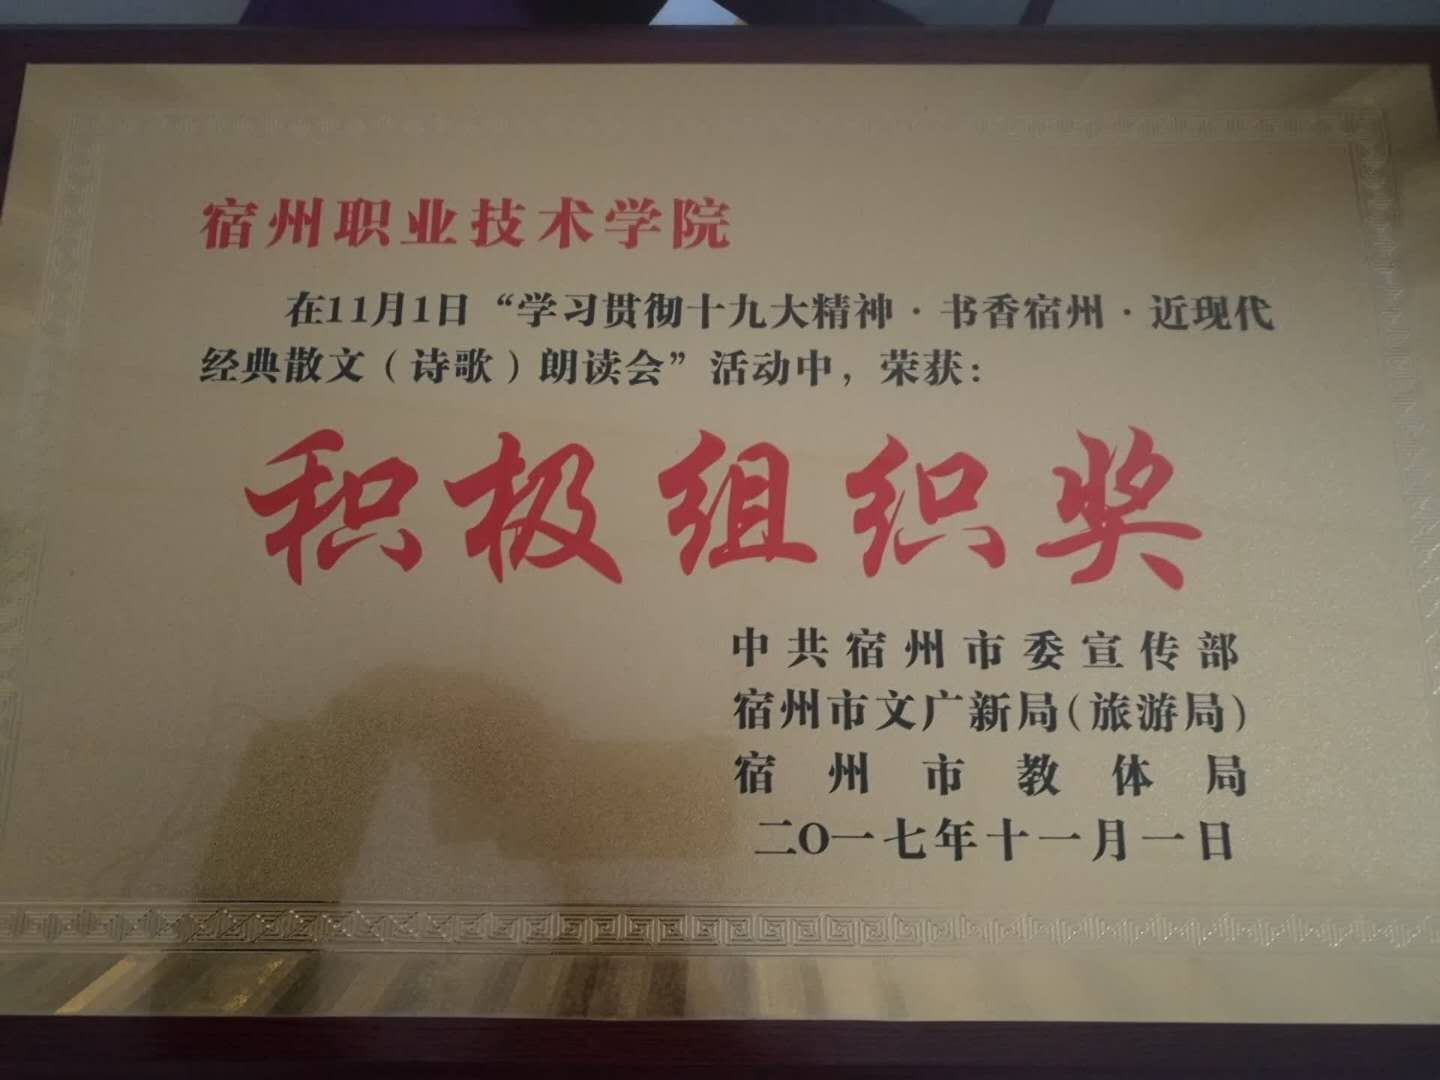 宿州职业技术学院
在11月1日“学习贯彻十九大精神·书香宿州·近现代
经典散文（诗歌）朗读会”活动中，荣获：
积极组织奖
中共宿州市委宣传部
宿州市文广新局（旅游局）
宿州市教体局
二〇一七年十一月一日